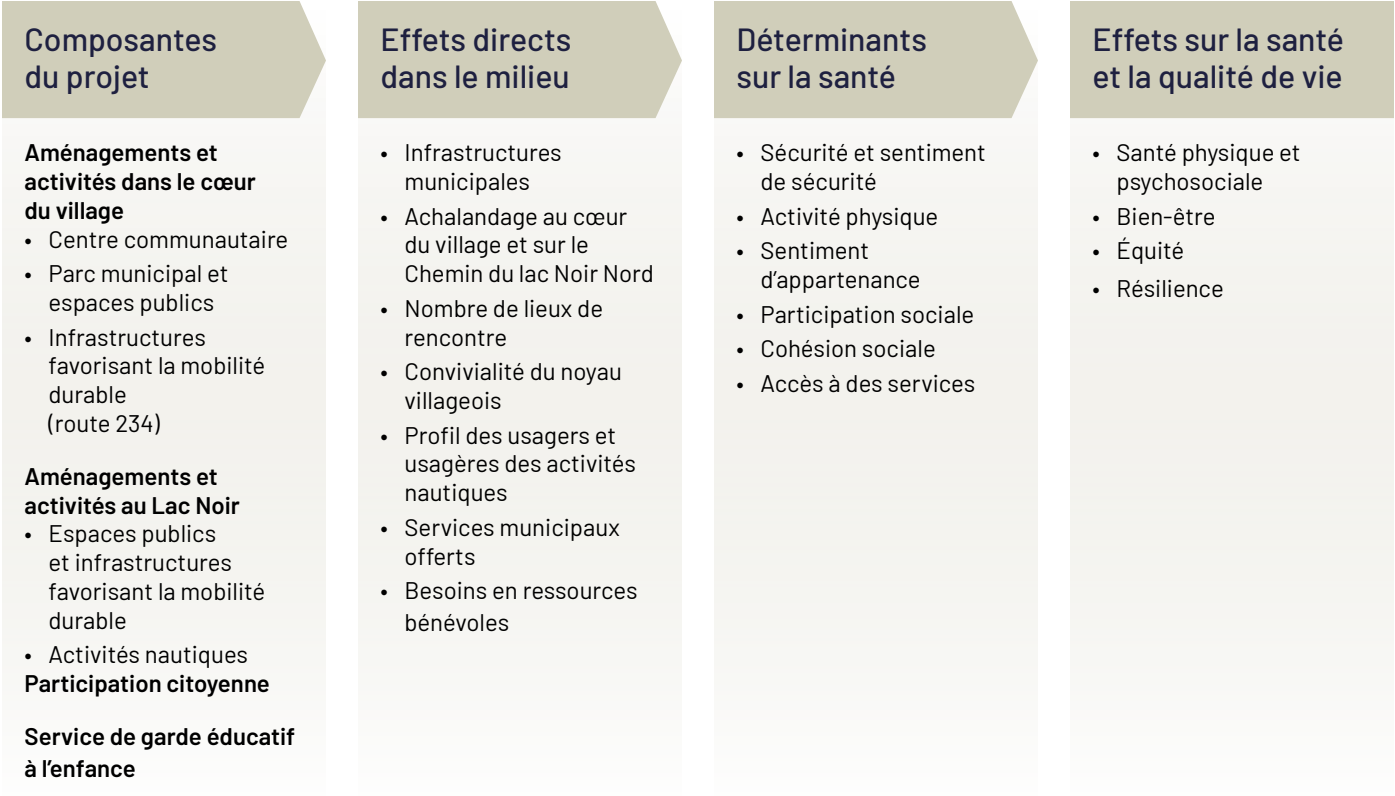 Composantes
du projet
Aménagements et
activités dans le cœur
du village
• Centre communautaire
• Parc municipal et
espaces publics
• Infrastructures
favorisant la mobilité
durable
(route 234)
Aménagements et
activités au Lac Noir
• Espaces publics
et infrastructures
favorisant la mobilité
durable
• Activités nautiques
Participation citoyenne
Service de garde éducatif
à l’enfance
Effets directs
dans le milieu
• Infrastructures
municipales
• Achalandage au cœur
du village et sur le
Chemin du lac Noir Nord
• Nombre de lieux de
rencontre
• Convivialité du noyau
villageois
• Profil des usagers et
usagères des activités
nautiques
• Services municipaux
offerts
• Besoins en ressources
bénévoles
Déterminants
sur la santé
• Sécurité et sentiment
de sécurité
• Activité physique
• Sentiment
d’appartenance
• Participation sociale
• Cohésion sociale
• Accès à des services
Effets sur la santé
et la qualité de vie
• Santé physique et
psychosociale
• Bien-être
• Équité
• Résilience